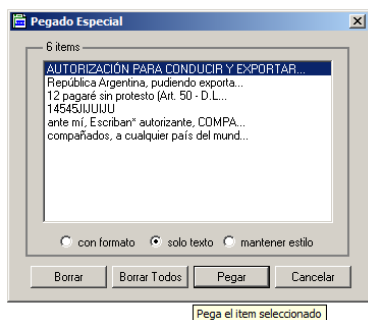 Pegado Especial
6 items
AUTORIZACIÓN PARA CONDUCIR Y EXPORTAR...
República Argentina, pudiendo exporta...
12 pagaré sin protesto (Art. 50 - D.L...
14545JIJUIJU
ante mí, Escriban* autorizante, COMPA...
compañados, a cualquier país del mund...
con formato solo texto mantener estilo
Borrar Borrar Todos Pegar Cancelar
Pega el item seleccionado